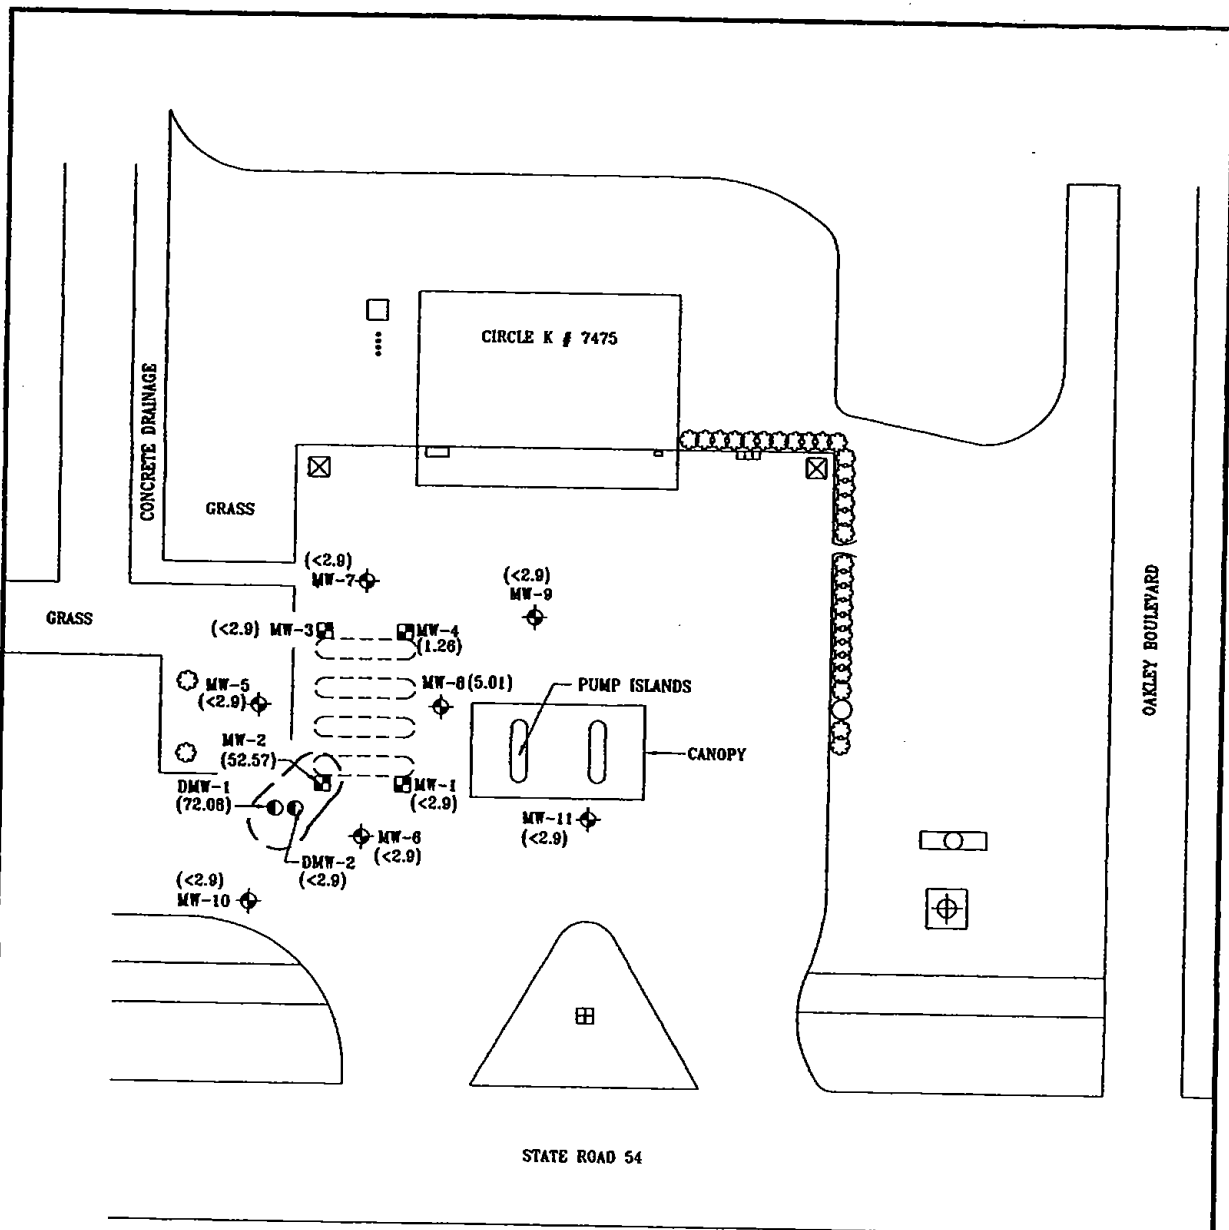 CIRCLE K # 7475
CONCRETE DRAINAGE
GRASS
(<2.9)
MW-7
(<2.9)
MW-9
OAKLEY BOULEVARD
GRASS
(<2.9) MW-3
MW-4
(1.26)
MW-5
(<2.9)
MW-8(5.01)
PUMP ISLANDS
MW-2
(52.57)
CANOPY
DMW-1
(72.08)
MW-1
(<2.9)
MW-11
(<2.9)
MW-6
(<2.9)
DMW-2
(<2.9)
(<2.9)
MW-10
STATE ROAD 54